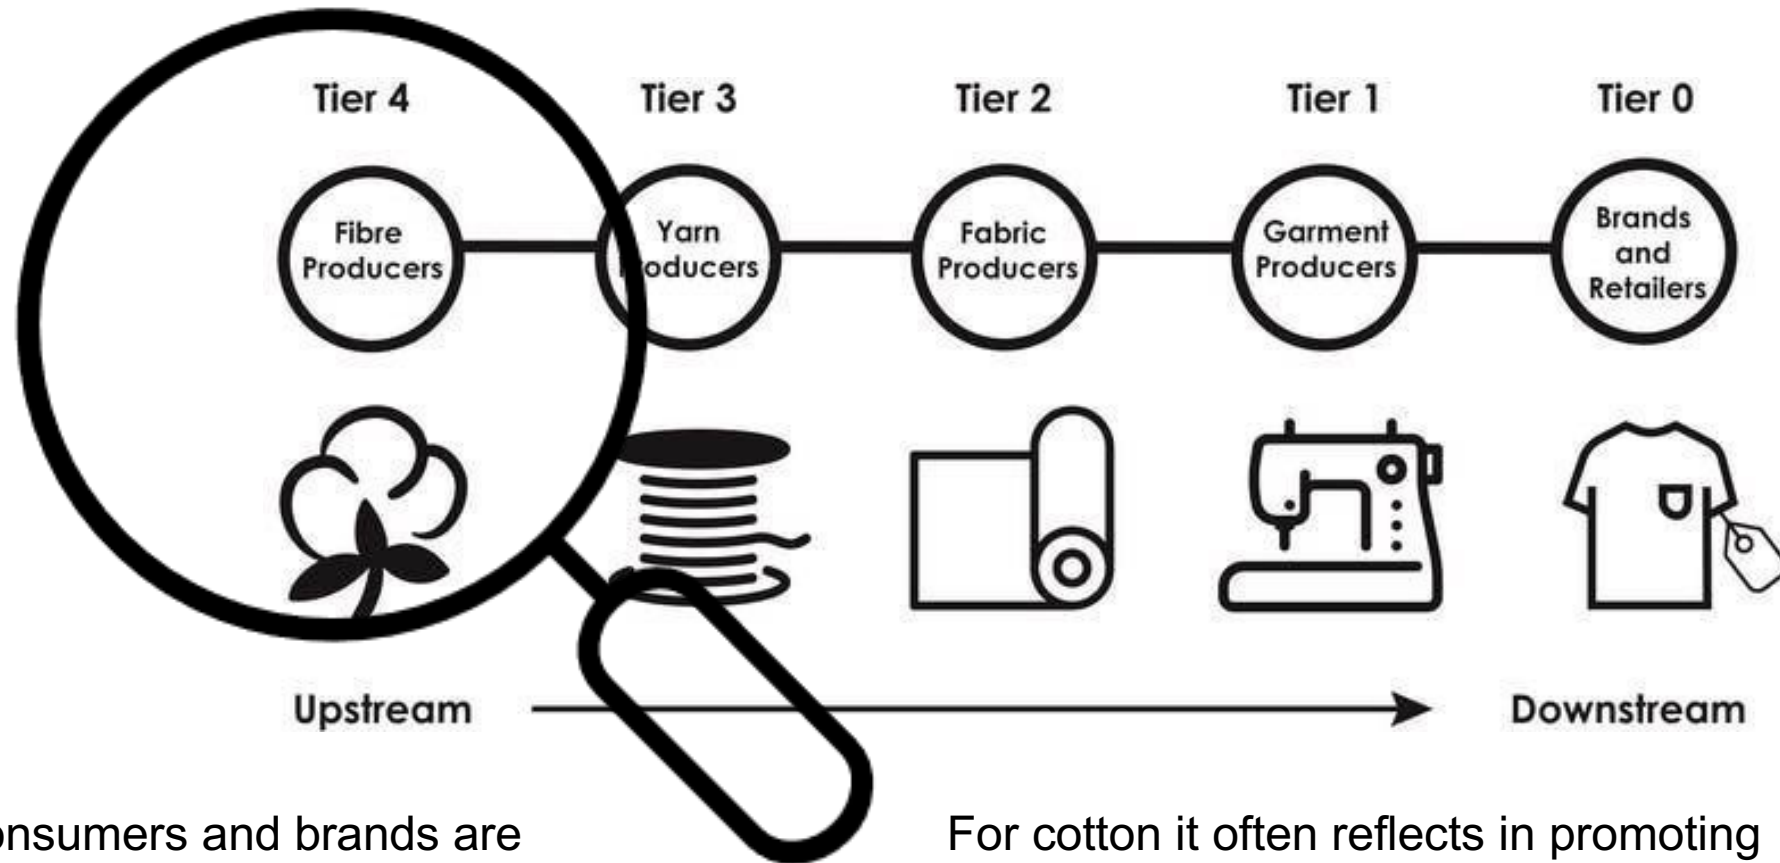 Tier 4
Tier 3
Tier 2
Tier 1
Tier 0
Fibre
Producers
Yarn
oducers
Fabric
Producers
Garment
Producers
Brands
and
Retailers
Upstream
Downstream
onsumers and brands are
For cotton it often reflects in promoting